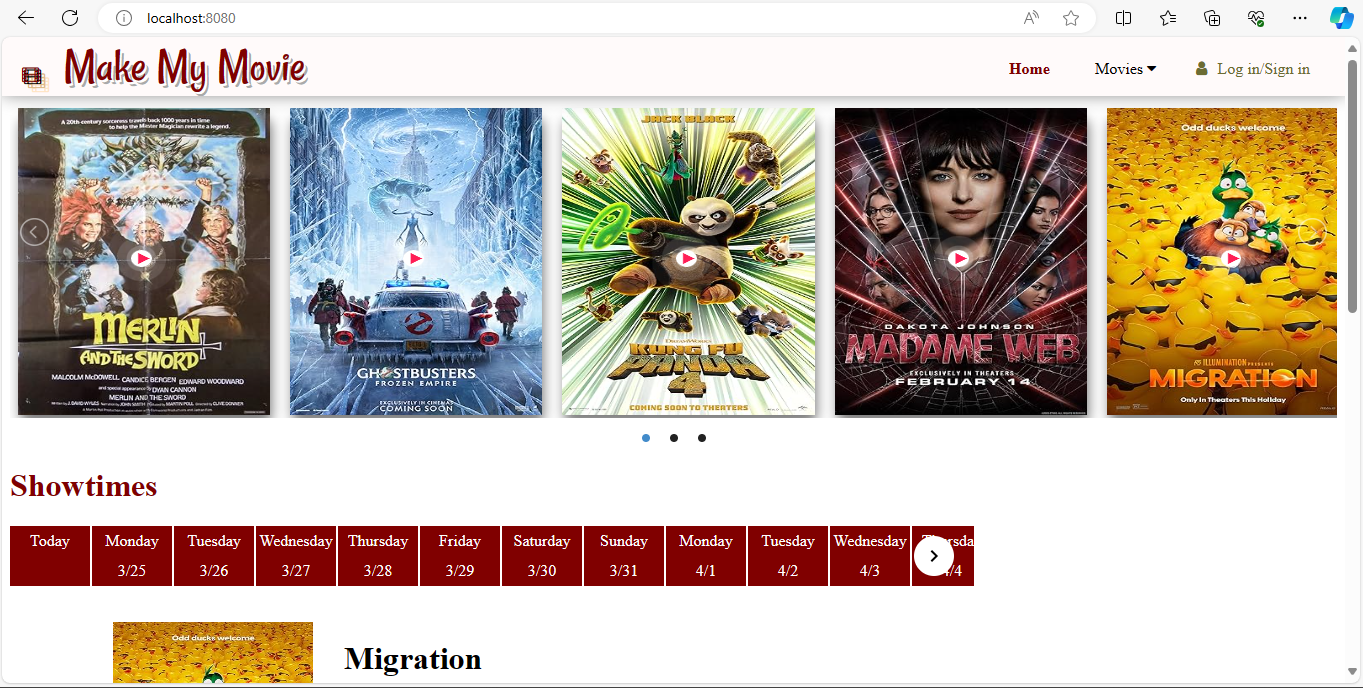 localhost:8080
Make My Movie
Home
Movies
Log in/Sign in
A 20th-century sorceress travels back 1000 years in time
to help the Master Magician rewrite a legend.
MERLIN
AND THE SWORD
MALCOLM McDOWELL CANDICE BERGEN EDWARD WOODWARD
and special appearance by DYAN CANNON
MERLIN AND THE SWORD
GHOSTBUSTERS
FROZEN EMPIRE
EXCLUSIVELY IN CINEMAS
COMING SOON
JACK BLACK
DREAMWORKS
KUNG FU
PANDA
4
COMING SOON TO THEATERS
DAKOTA JOHNSON
MADAME WEB
EXCLUSIVELY IN THEATERS
FEBRUARY 14
Odd ducks welcome
ILLUMINATION PRESENTS
MIGRATION
Only In Theaters This Holiday
Showtimes
Today
Monday
3/25
Tuesday
3/26
Wednesday
3/27
Thursday
3/28
Friday
3/29
Saturday
3/30
Sunday
3/31
Monday
4/1
Tuesday
4/2
Wednesday
4/3
/4
Odd ducks welcome
Migration